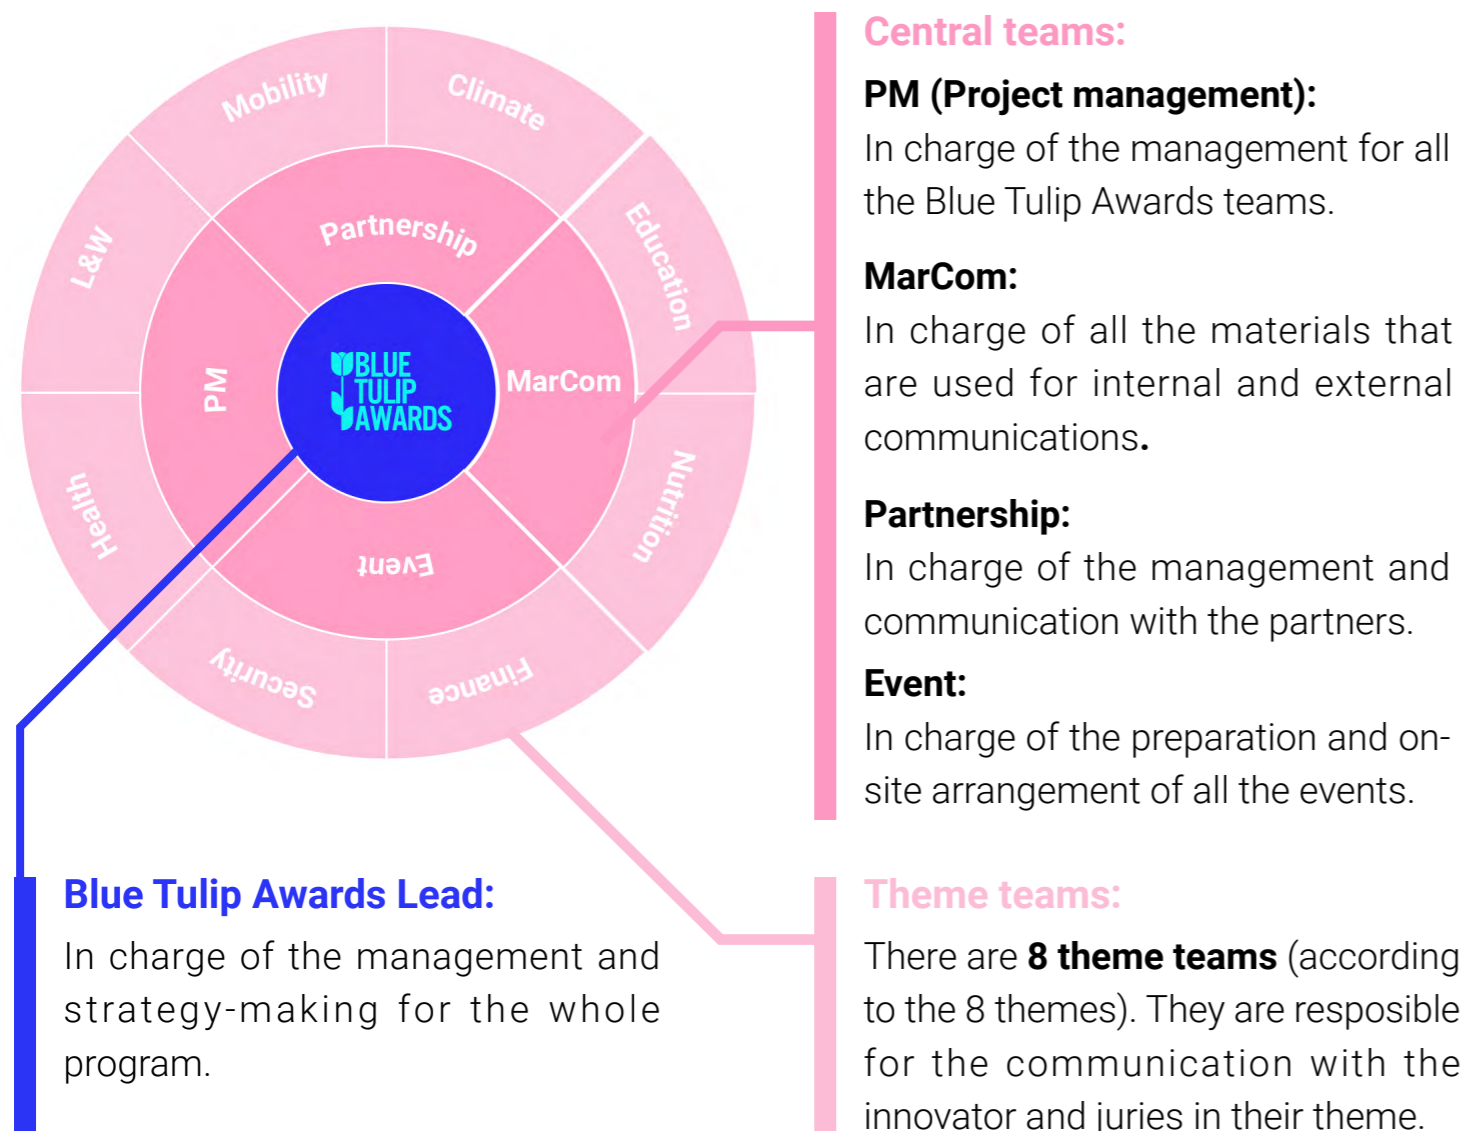 Mobility
Climate
L&W
Partnership
Education
PM
BLUE
TULIP
AWARDS
MarCom
Health
Nutrition
Event
Security
Finance
Central teams:
PM (Project management):
In charge of the management for all
the Blue Tulip Awards teams.
MarCom:
In charge of all the materials that
are used for internal and external
communications.
Partnership:
In charge of the management and
communication with the partners.
Event:
In charge of the preparation and on-
site arrangement of all the events.
Blue Tulip Awards Lead:
In charge of the management and
strategy-making for the whole
program.
Theme teams:
There are 8 theme teams (according
to the 8 themes). They are resposible
for the communication with the
innovator and juries in their theme.